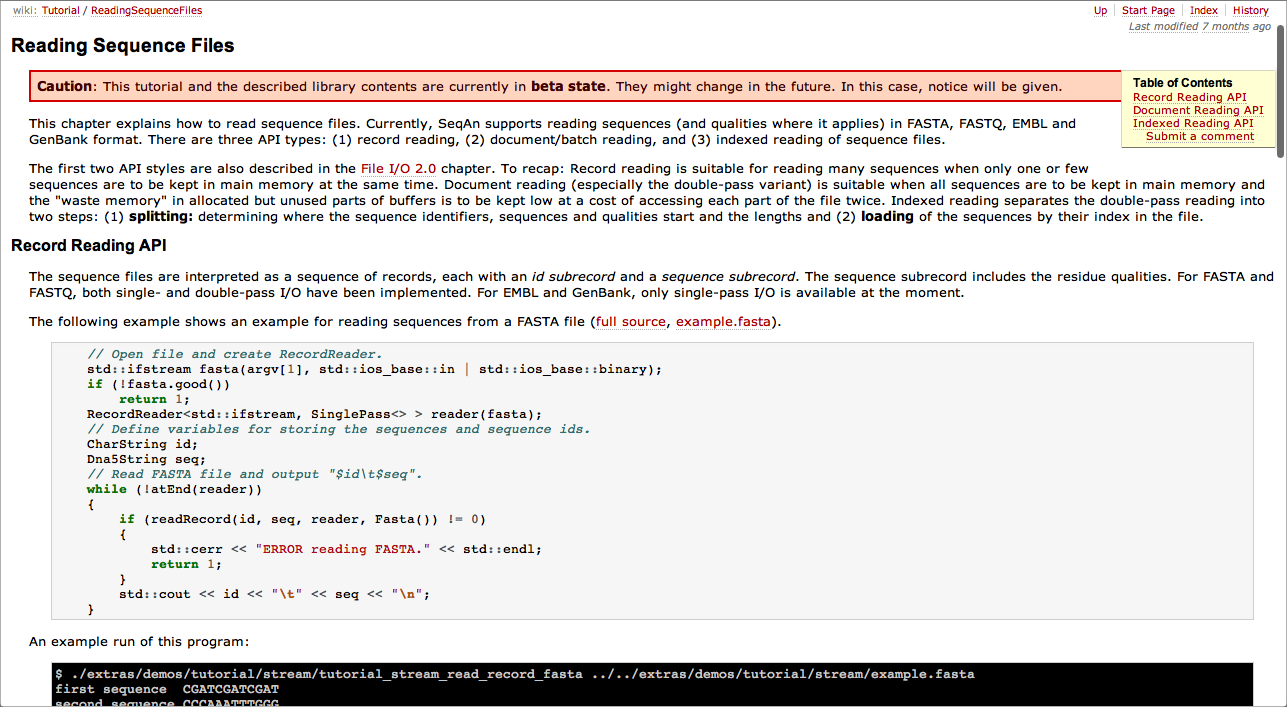 wiki: Tutorial / ReadingSequenceFiles
Up Start Page Index History
Last modified 7 months ago
Reading Sequence Files
Caution: This tutorial and the described library contents are currently in beta state. They might change in the future. In this case, notice will be given.
Table of Contents
Record Reading API
Document Reading API
Indexed Reading API
Submit a comment
This chapter explains how to read sequence files. Currently, SeqAn supports reading sequences (and qualities where it applies) in FASTA, FASTQ, EMBL and
GenBank format. There are three API types: (1) record reading, (2) document/batch reading, and (3) indexed reading of sequence files.
The first two API styles are also described in the File I/O 2.0 chapter. To recap: Record reading is suitable for reading many sequences when only one or few
sequences are to be kept in main memory at the same time. Document reading (especially the double-pass variant) is suitable when all sequences are to be kept in main memory and
the "waste memory" in allocated but unused parts of buffers is to be kept low at a cost of accessing each part of the file twice. Indexed reading separates the double-pass reading into
two steps: (1) splitting: determining where the sequence identifiers, sequences and qualities start and the lengths and (2) loading of the sequences by their index in the file.
Record Reading API
The sequence files are interpreted as a sequence of records, each with an id subrecord and a sequence subrecord. The sequence subrecord includes the residue qualities. For FASTA and
FASTQ, both single- and double-pass I/O have been implemented. For EMBL and GenBank, only single-pass I/O is available at the moment.
The following example shows an example for reading sequences from a FASTA file (full source, example.fasta).
// Open file and create RecordReader.
std::ifstream fasta(argv[1], std::ios_base::in | std::ios_base::binary);
if (!fasta.good())
return 1;
RecordReader<std::ifstream, SinglePass<> > reader(fasta);
// Define variables for storing the sequences and sequence ids.
CharString id;
Dna5String seq;
// Read FASTA file and output "$id\t$seq".
while (!atEnd(reader))
{
if (readRecord(id, seq, reader, Fasta()) != 0)
{
std::cerr << "ERROR reading FASTA." << std::endl;
return 1;
}
std::cout << id << "\t" << seq << "\n";
}
An example run of this program:
$ ./extras/demos/tutorial/stream/tutorial_stream_read_record_fasta ../../extras/demos/tutorial/stream/example.fasta
first sequence CGATCGATCGAT
second sequence CCCAAATTTGGG